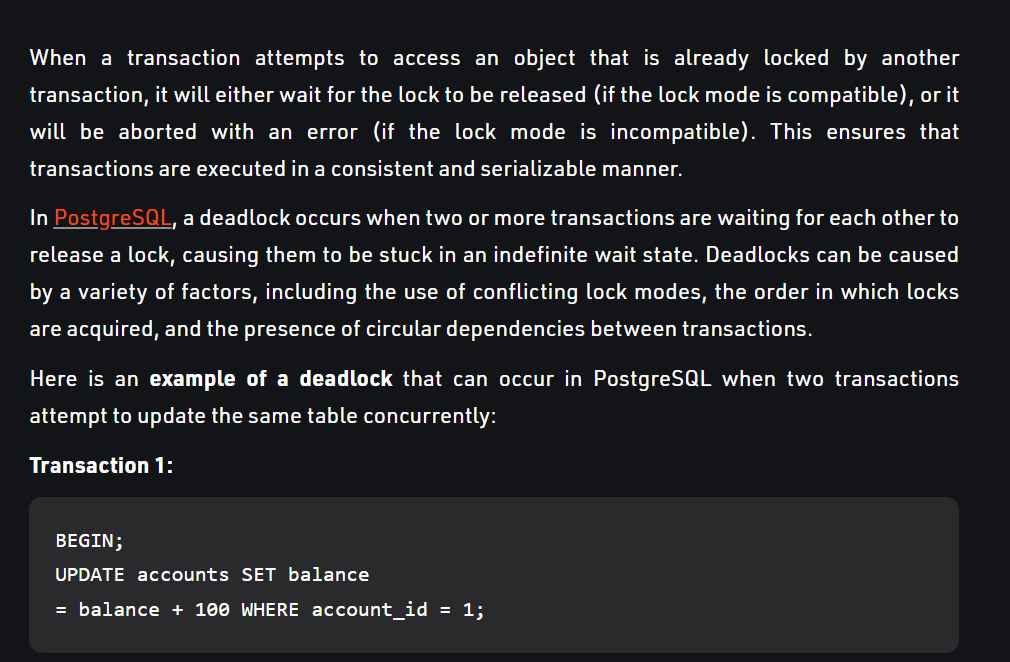 When a transaction attempts to access an object that is already locked by another
transaction, it will either wait for the lock to be released (if the lock mode is compatible), or it
will be aborted with an error (if the lock mode is incompatible). This ensures that
transactions are executed in a consistent and serializable manner.
In PostgreSQL, a deadlock occurs when two or more transactions are waiting for each other to
release a lock, causing them to be stuck in an indefinite wait state. Deadlocks can be caused
by a variety of factors, including the use of conflicting lock modes, the order in which locks
are acquired, and the presence of circular dependencies between transactions.
Here is an example of a deadlock that can occur in PostgreSQL when two transactions
attempt to update the same table concurrently:
Transaction 1:
BEGIN;
UPDATE accounts SET balance
= balance + 100 WHERE account_id = 1;